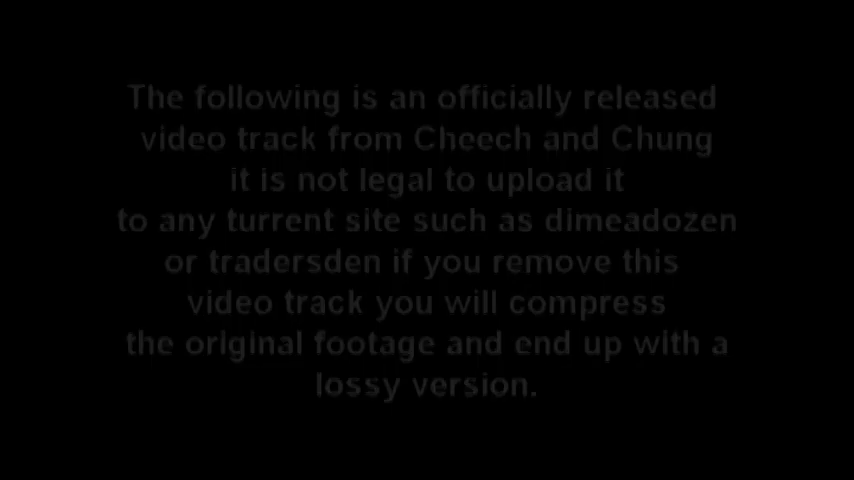 The following is an officially released
video track from Cheech and Chung
it is not legal to upload it
to any turrent site such as dimeadozen
or tradersden if you remove this
video track you will compress
the original footage and end up with a
lossy version.